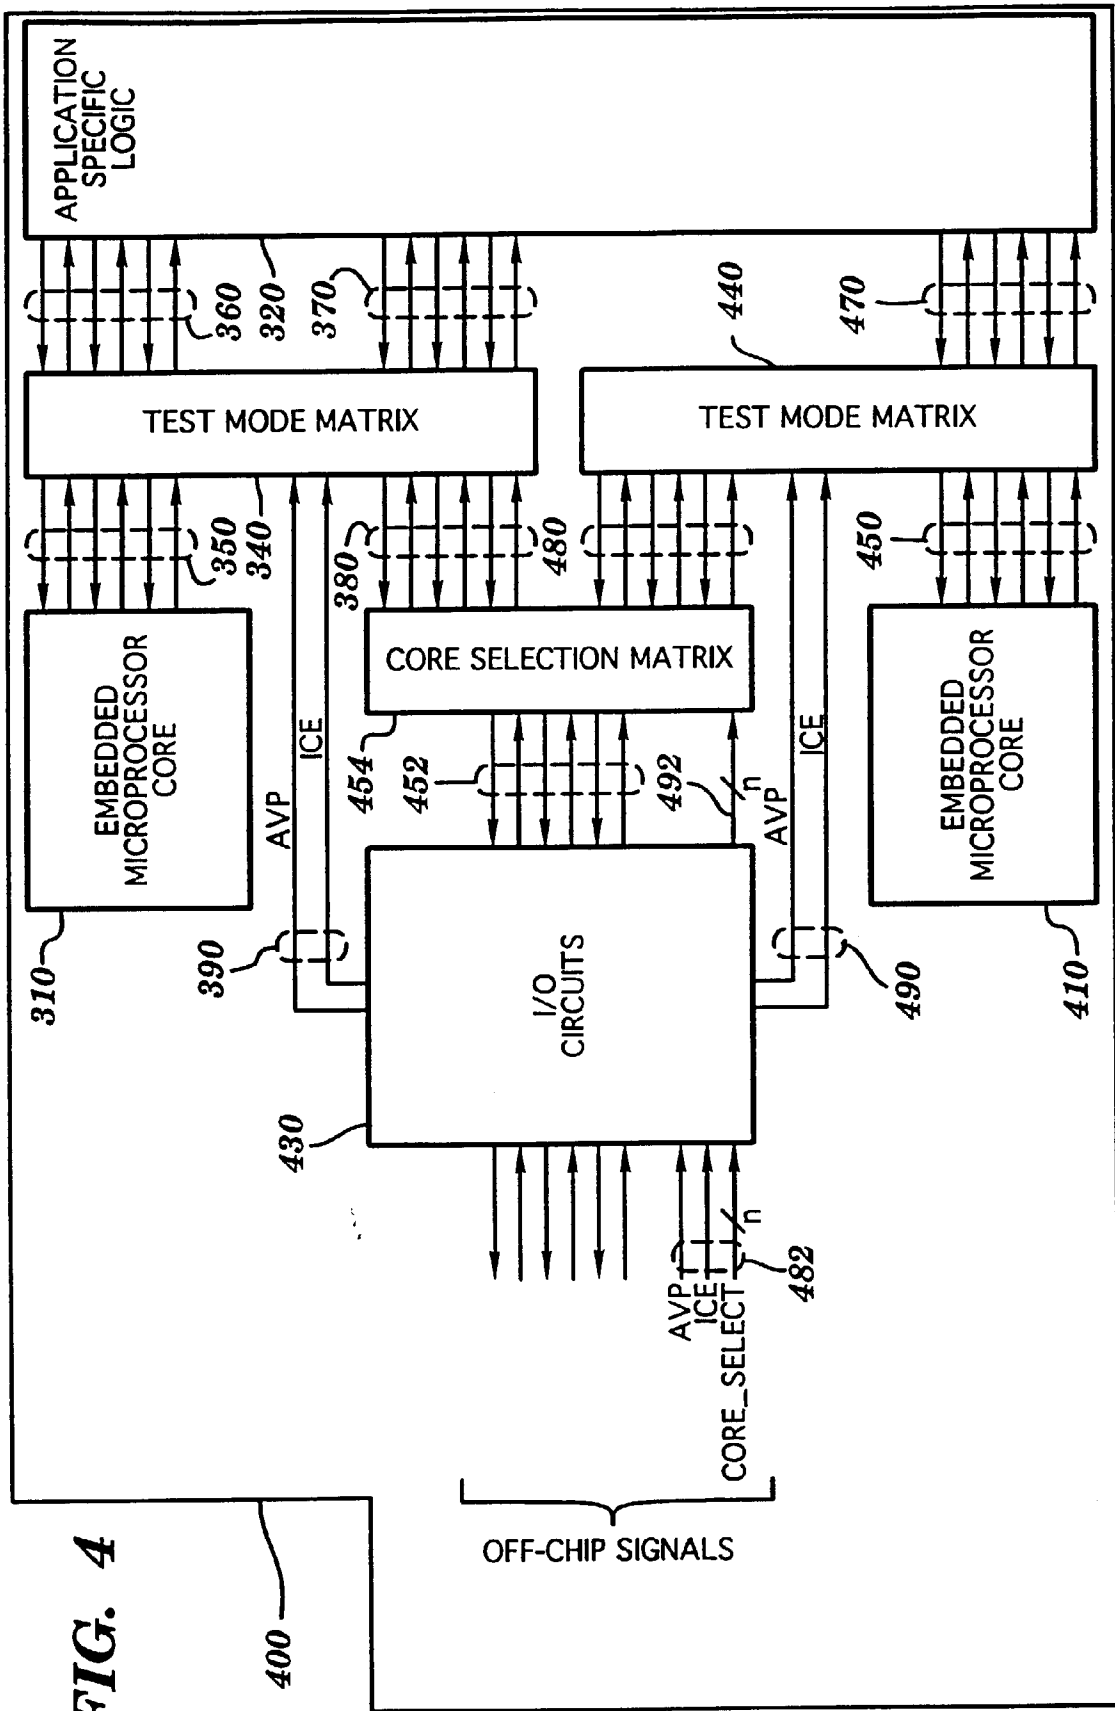 FIG. 4
400
OFF-CHIP SIGNALS
AVP
ICE
CORE_SELECT
n
482
430
I/O
CIRCUITS
310
EMBEDDED
MICROPROCESSOR
CORE
390
AVP
ICE
454
452
492
n
CORE SELECTION MATRIX
AVP
ICE
490
410
EMBEDDED
MICROPROCESSOR
CORE
350
340
380
480
450
TEST MODE MATRIX
TEST MODE MATRIX
360
320
370
440
470
APPLICATION
SPECIFIC
LOGIC